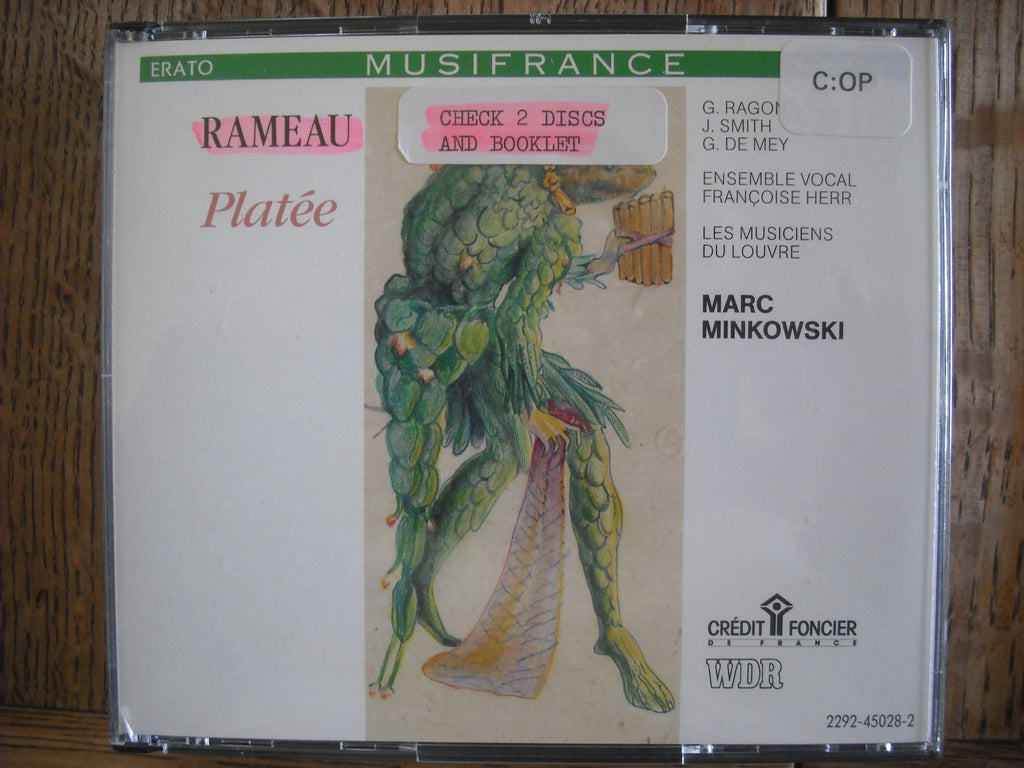 ERATO
MUSIFRANCE
C:OP
RAMEAU
Platée
CHECK 2 DISCS
AND BOOKLET
G. RAGON
J. SMITH
G. DE MEY
ENSEMBLE VOCAL
FRANÇOISE HERR
LES MUSICIENS
DU LOUVRE
MARC
MINKOWSKI
CRÉDIT FONCIER
DE FRANCE
WDR
2292-45028-2